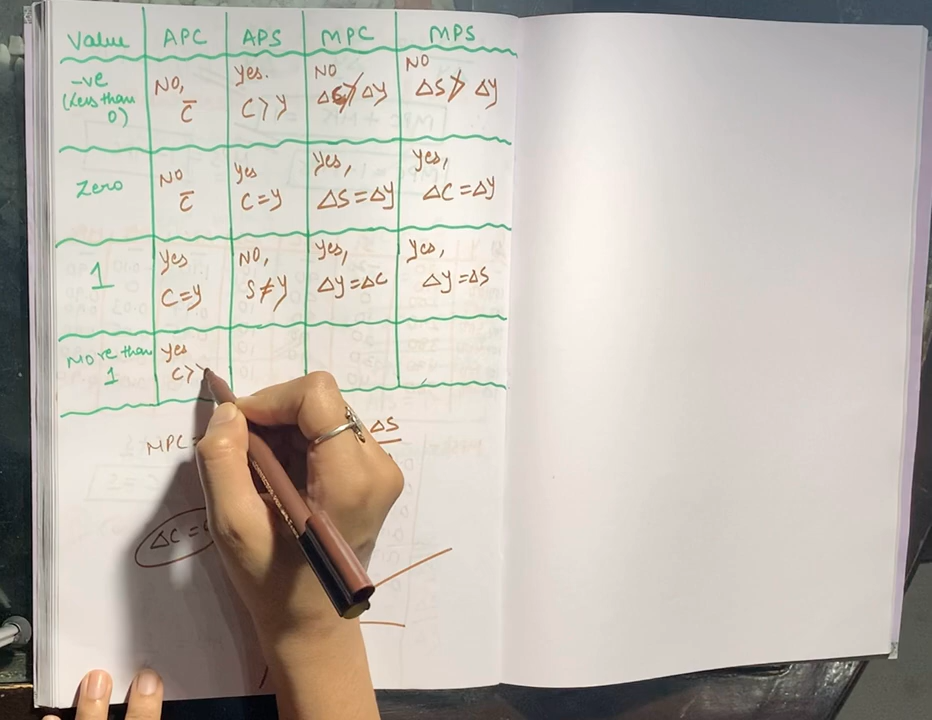 Value APC APS MPC MPS
-ve (Less than 0)
NO, C̅
Yes. C > Y
NO ΔC ≯ ΔY
NO ΔS ≯ ΔY
Zero
NO C̅
Yes C = Y
Yes, ΔS = ΔY
Yes, ΔC = ΔY
1
Yes C = Y
NO, S ≠ Y
Yes, ΔY = ΔC
Yes, ΔY = ΔS
More than 1
Yes C >
MPC =
ΔS
ΔC =